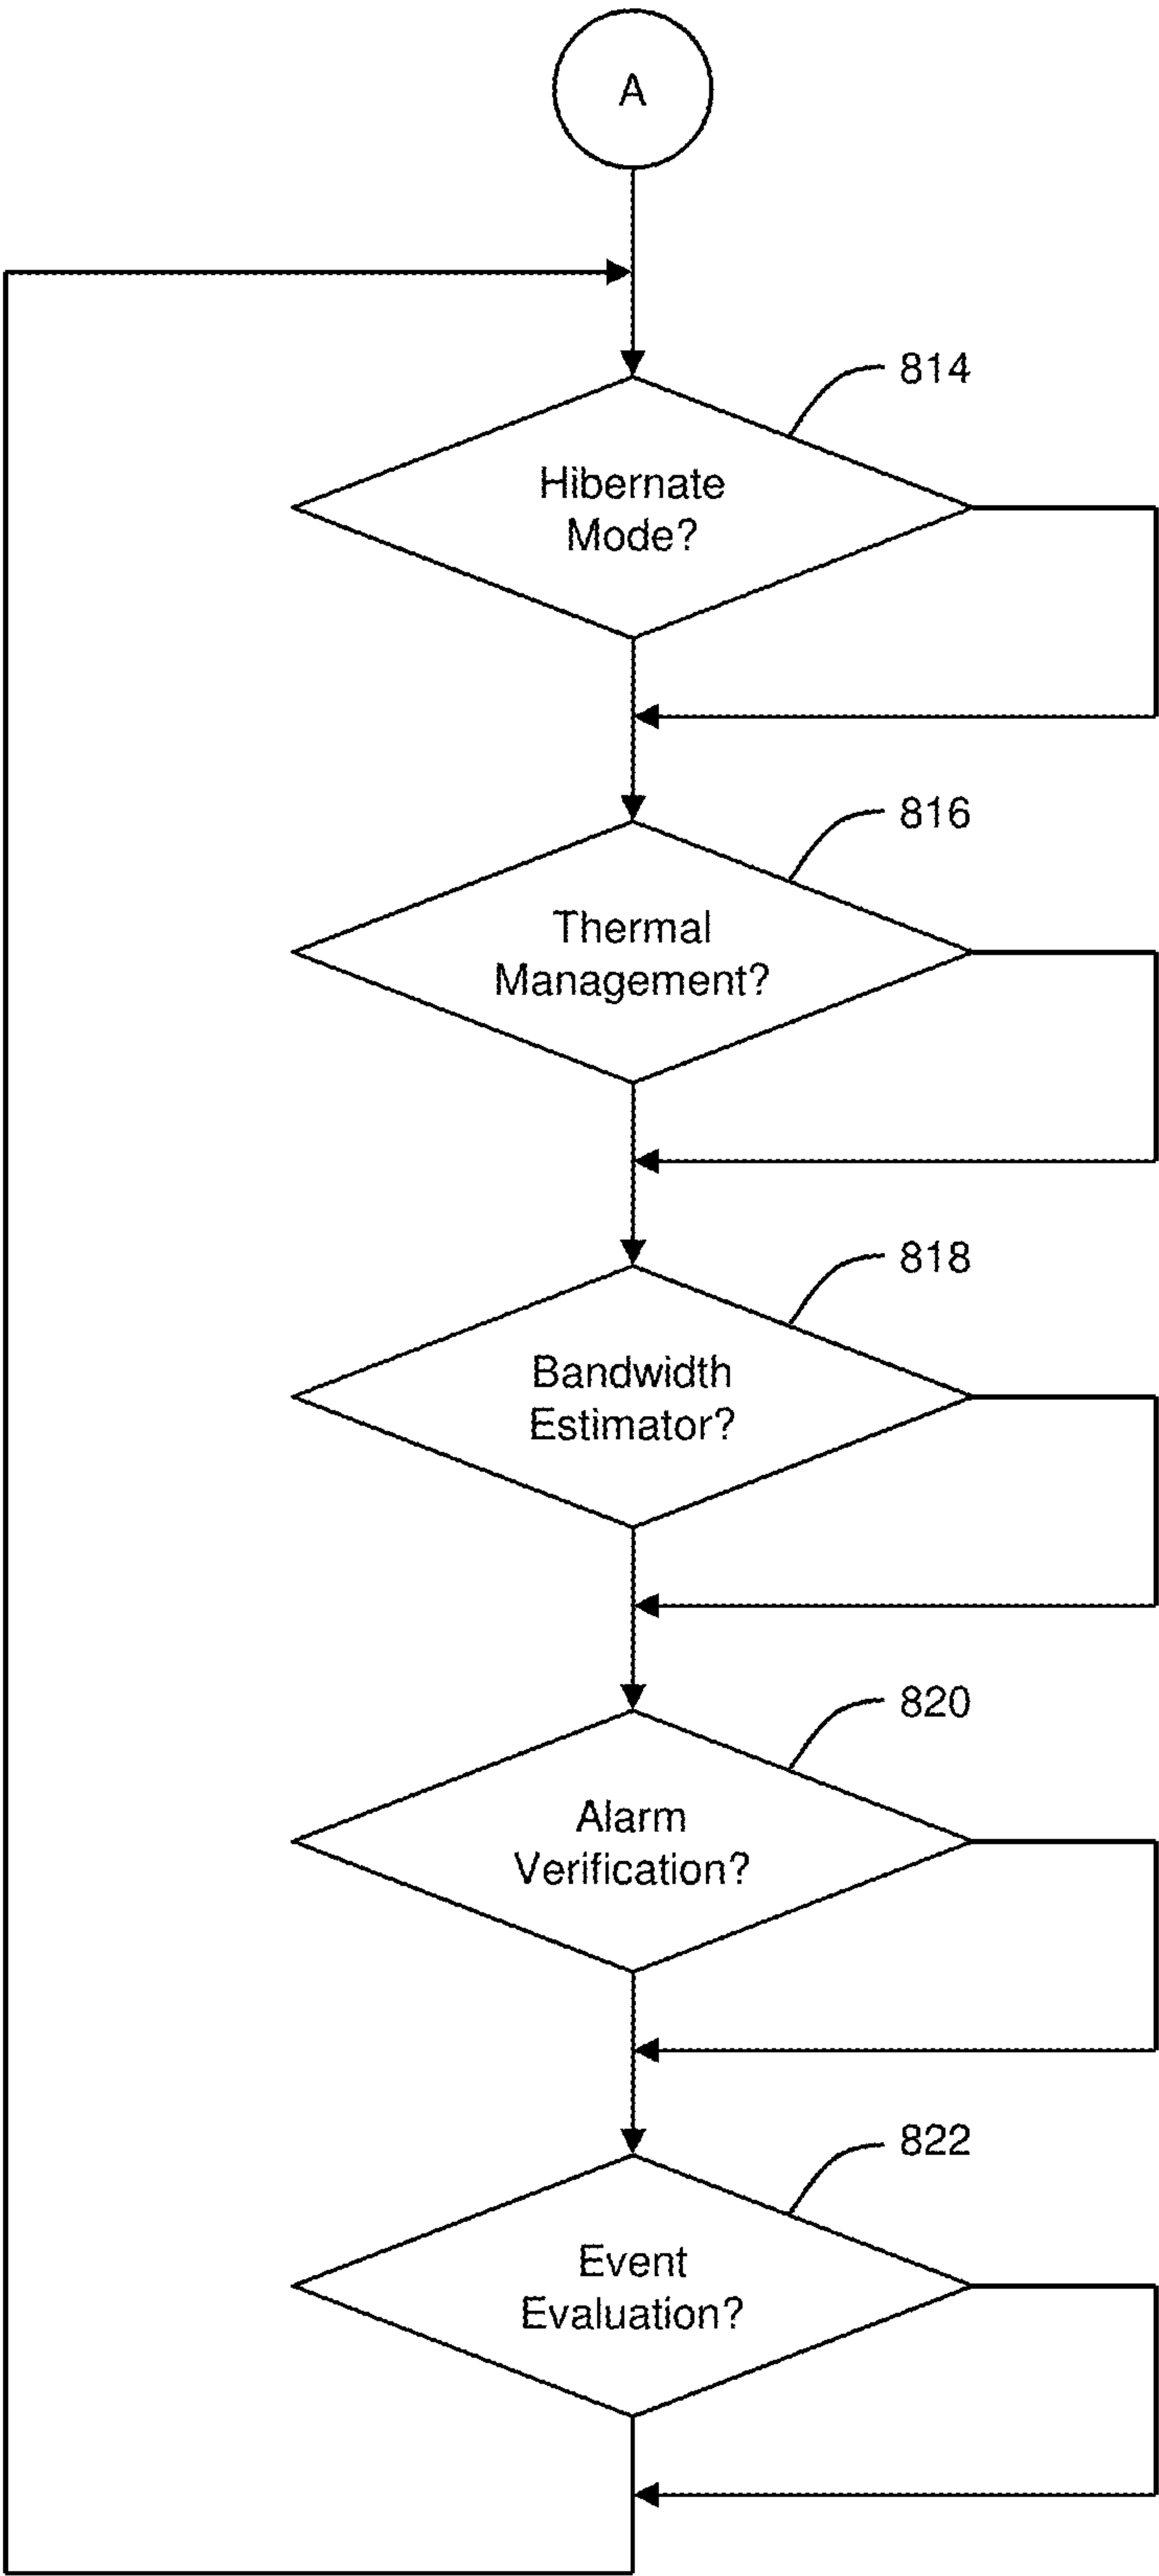 A
814
Hibernate
Mode?
816
Thermal
Management?
818
Bandwidth
Estimator?
820
Alarm
Verification?
822
Event
Evaluation?